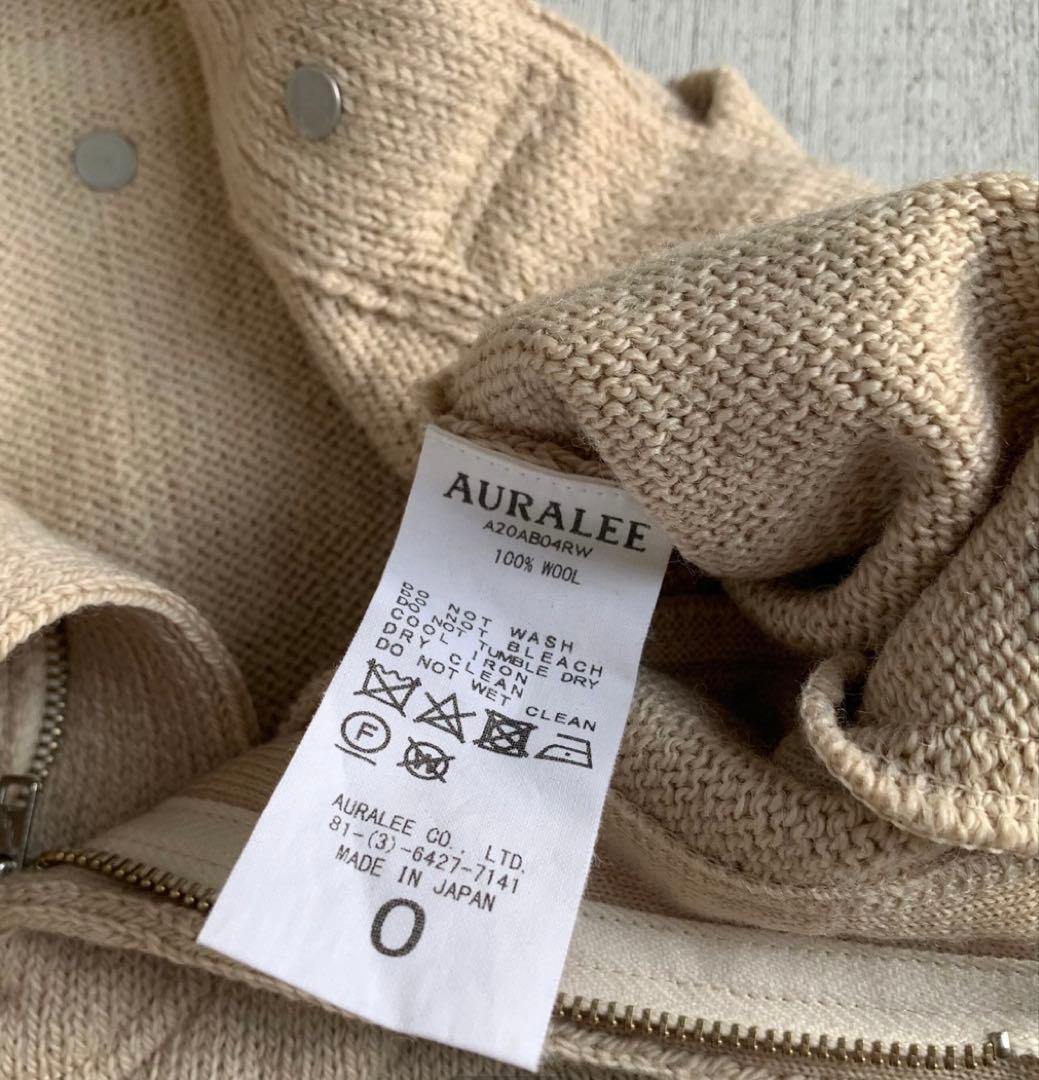 AURALEE
A20AB04RW
100% WOOL
DO NOT WASH
DO NOT BLEACH
DO NOT TUMBLE DRY
COOL IRON
DRY CLEAN
DO NOT WET CLEAN
F
W
AURALEE CO., LTD.
81-(3)-6427-7141
MADE IN JAPAN
0